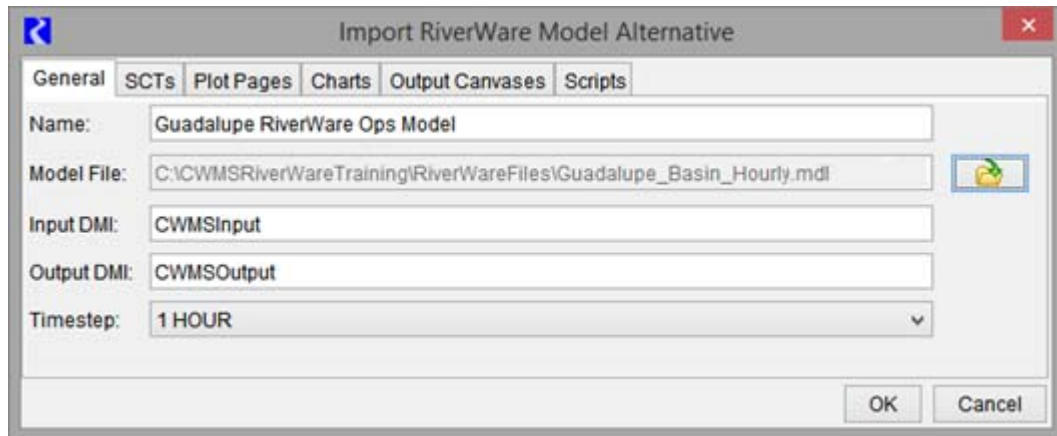 Import RiverWare Model Alternative
General SCTs Plot Pages Charts Output Canvases Scripts
Name: Guadalupe RiverWare Ops Model
Model File: C:\CWMSRiverWareTraining\RiverWareFiles\Guadalupe_Basin_Hourly.mdl
Input DMI: CWMSInput
Output DMI: CWMSOutput
Timestep: 1 HOUR
OK Cancel